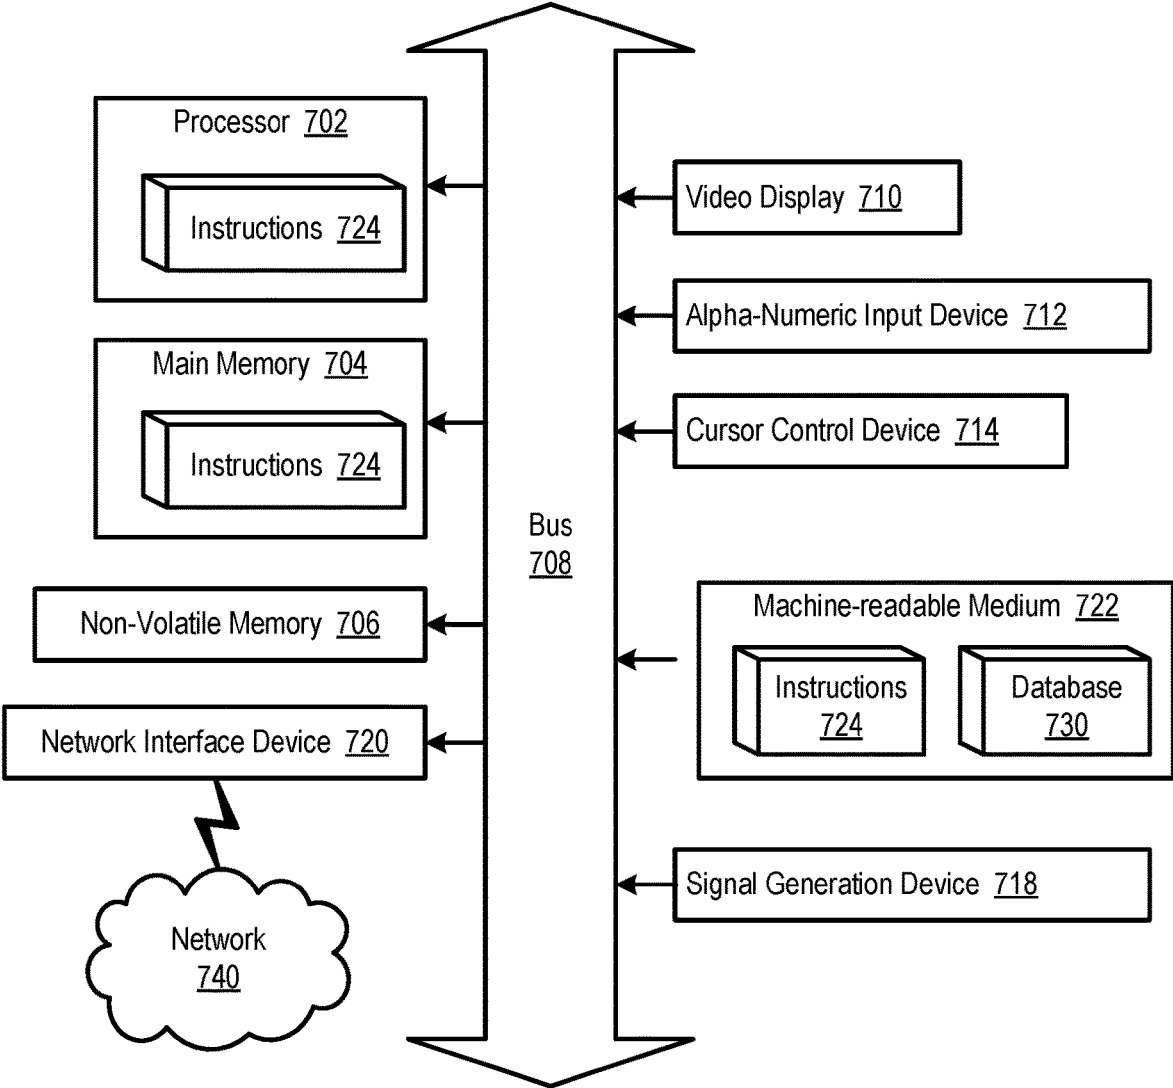 Processor 702
Instructions 724
Main Memory 704
Instructions 724
Non-Volatile Memory 706
Network Interface Device 720
Network
740
Bus
708
Video Display 710
Alpha-Numeric Input Device 712
Cursor Control Device 714
Machine-readable Medium 722
Instructions
724
Database
730
Signal Generation Device 718